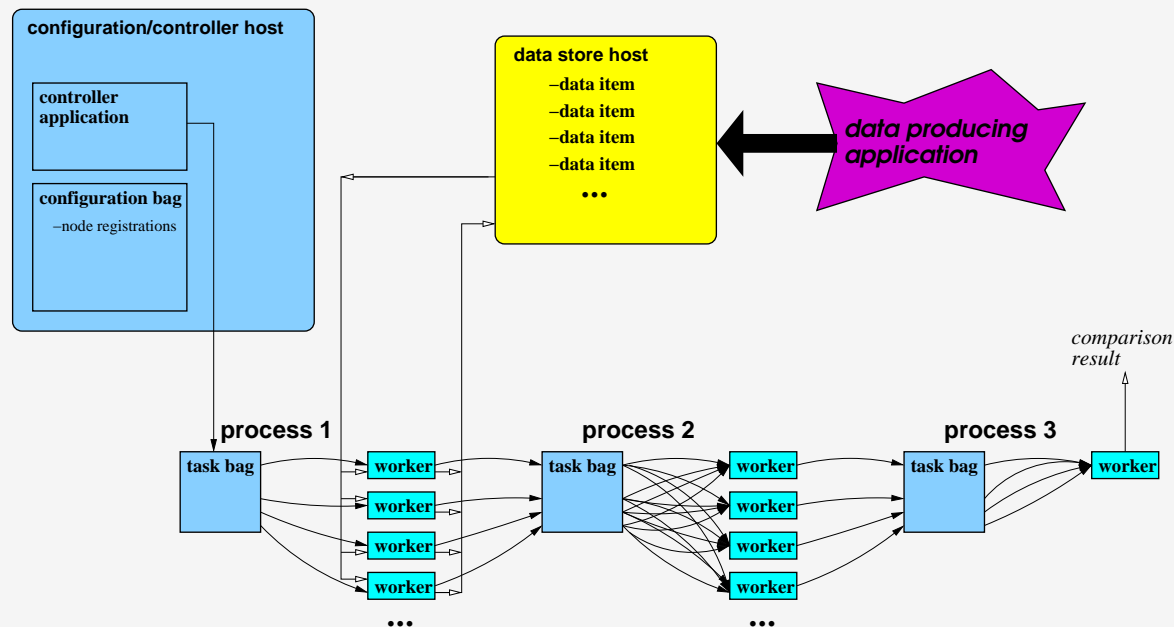 configuration/controller host
controller
application
configuration bag
–node registrations
data store host
–data item
–data item
–data item
–data item
...
data producing
application
comparison
result
process 1
process 2
process 3
task bag
worker
worker
worker
worker
...
task bag
worker
worker
worker
worker
...
task bag
worker